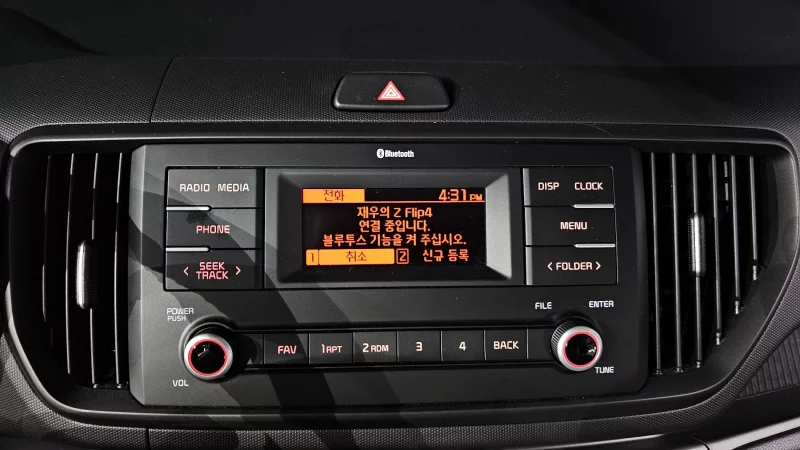 Bluetooth
RADIO MEDIA
PHONE
< SEEK >
TRACK
전화 4:31PM
재우의 Z Flip4
연결 중입니다.
블루투스 기능을 켜 주십시오.
1 취소 2 신규 등록
DISP CLOCK
MENU
< FOLDER >
POWER
PUSH
VOL
FAV 1 RPT 2 RDM 3 4 BACK
FILE ENTER
TUNE